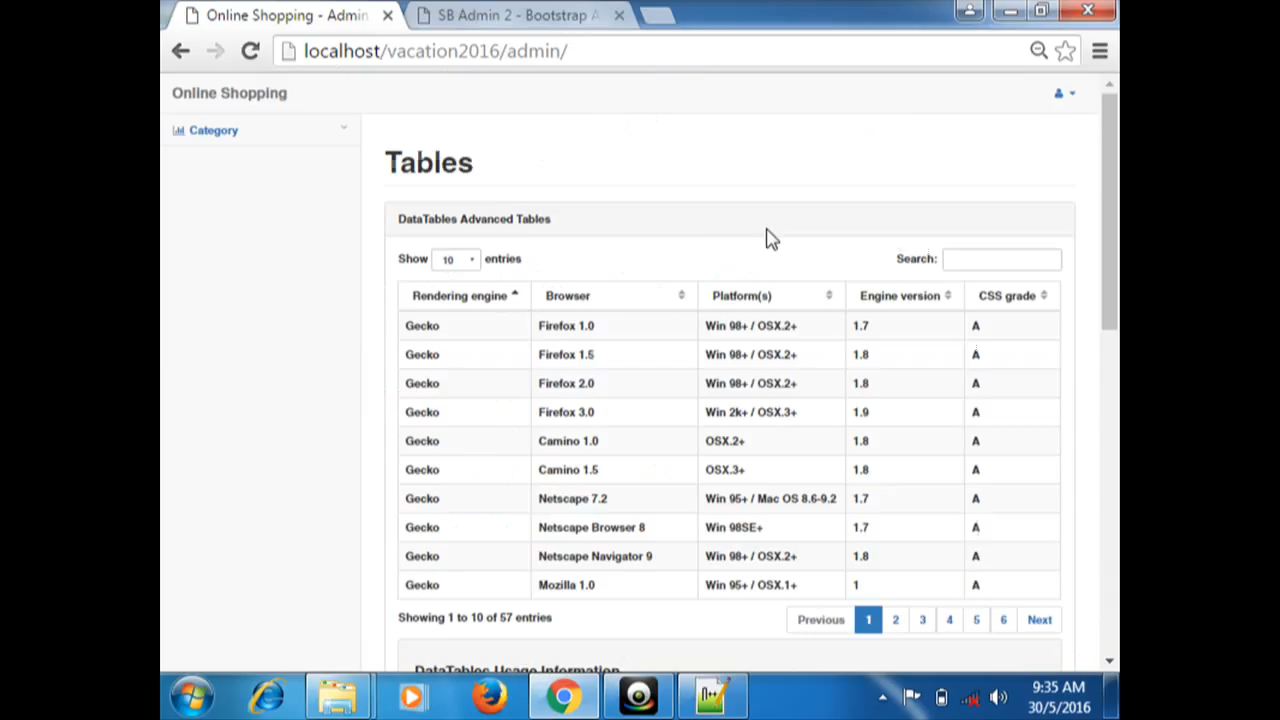 Online Shopping - Admin
SB Admin 2 - Bootstrap A
localhost/vacation2016/admin/
Online Shopping
Category
Tables
DataTables Advanced Tables
Show 10 entries Search:
Rendering engine Browser Platform(s) Engine version CSS grade
Gecko Firefox 1.0 Win 98+ / OSX.2+ 1.7 A
Gecko Firefox 1.5 Win 98+ / OSX.2+ 1.8 A
Gecko Firefox 2.0 Win 98+ / OSX.2+ 1.8 A
Gecko Firefox 3.0 Win 2k+ / OSX.3+ 1.9 A
Gecko Camino 1.0 OSX.2+ 1.8 A
Gecko Camino 1.5 OSX.3+ 1.8 A
Gecko Netscape 7.2 Win 95+ / Mac OS 8.6-9.2 1.7 A
Gecko Netscape Browser 8 Win 98SE+ 1.7 A
Gecko Netscape Navigator 9 Win 98+ / OSX.2+ 1.8 A
Gecko Mozilla 1.0 Win 95+ / OSX.1+ 1 A
Showing 1 to 10 of 57 entries Previous 1 2 3 4 5 6 Next
DataTables Usage Information
9:35 AM
30/5/2016